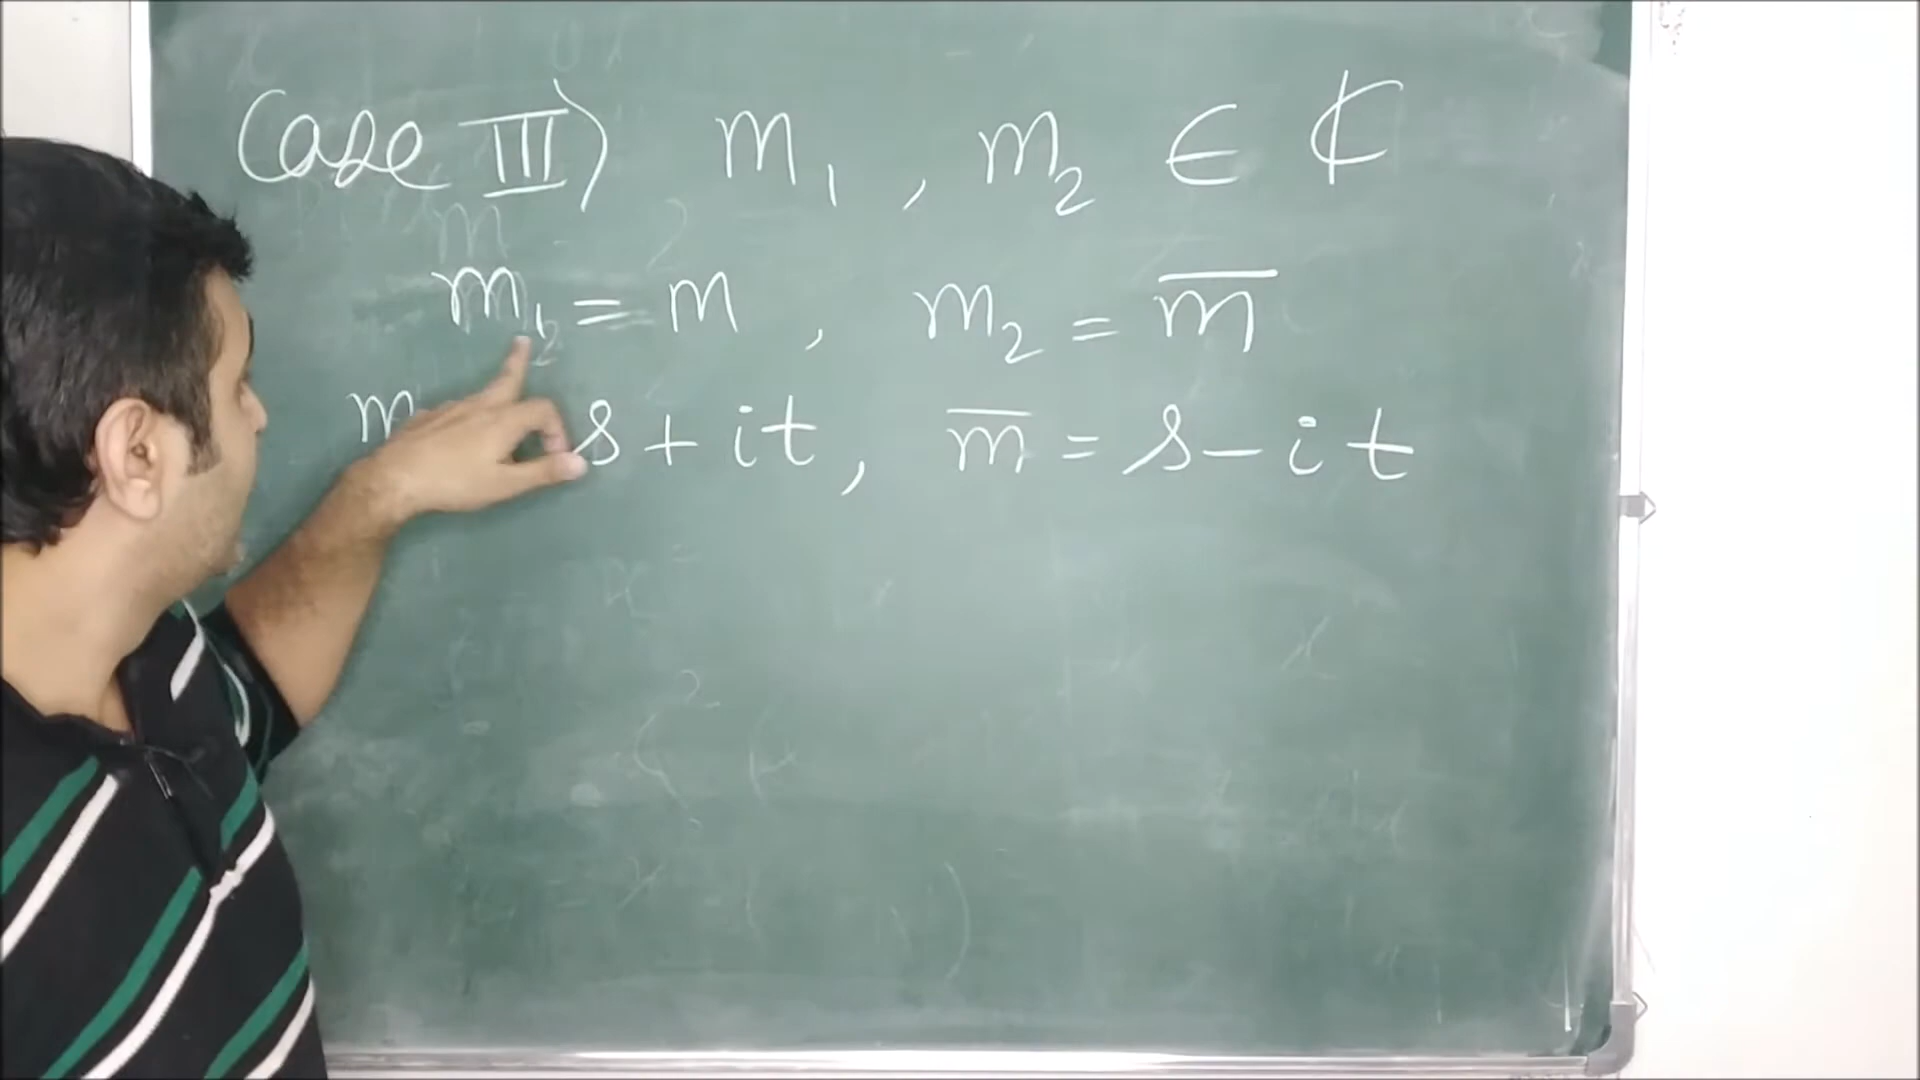 Case III) m₁ , m₂ ∈ ℂ
m₁ = m , m₂ = m̅
m s + it , m̅ = s - it